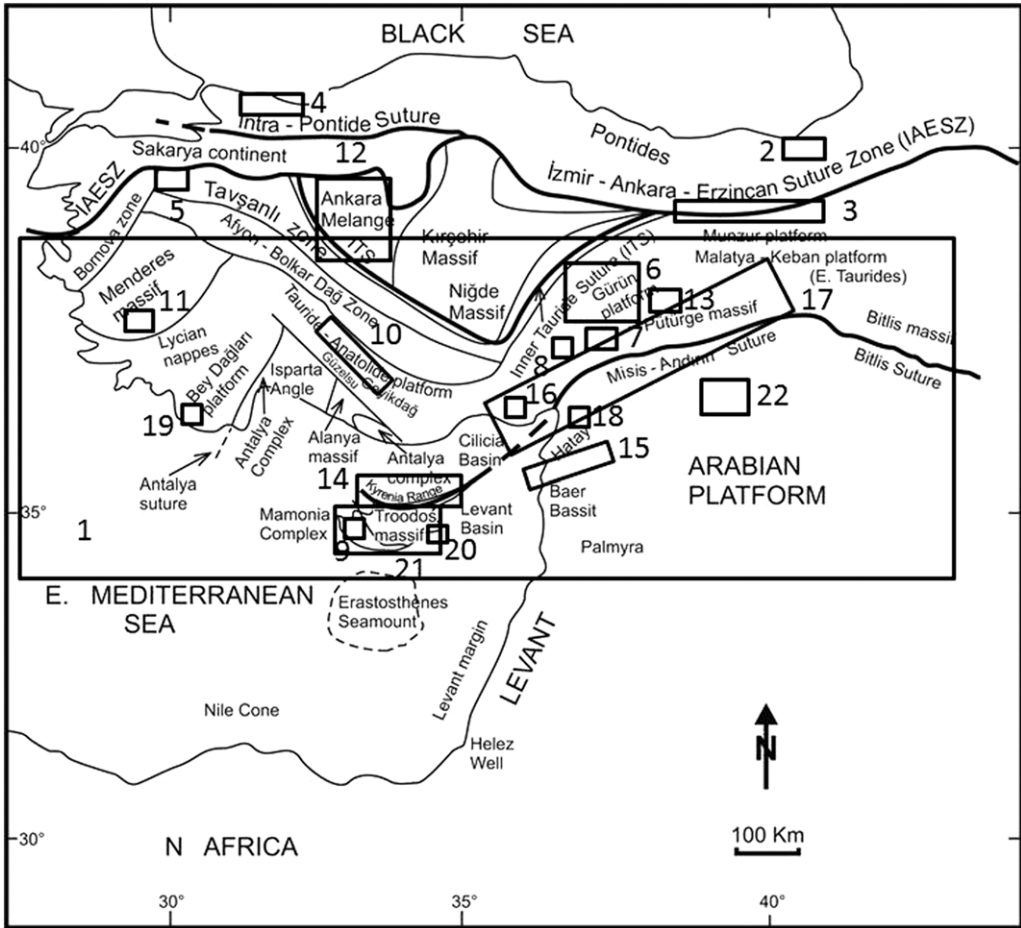 BLACK SEA
4
Intra - Pontide Suture
40°
Pontides
2
Sakarya continent
12
İzmir - Ankara - Erzincan Suture Zone (IAESZ)
IAESZ
5
Tavşanlı zone
Ankara
Melange
ITS
3
Bornova zone
Afyon - Bolkar Dağ Zone
Kırşehir
Massif
Munzur platform
Malatya - Keban platform
(E. Taurides)
Menderes
massif
11
Inner Tauride Suture (ITS)
6
Gürün
platform
13
17
Niğde
Massif
Pütürge massif
7
8
Bitlis massif
Bitlis Suture
Lycian
nappes
Tauride - Anatolide platform
10
Güzelsu
Geyikdağ
Misis - Andırın Suture
Bey Dağları
platform
Isparta
Angle
16
18
22
19
Antalya
Complex
Alanya
massif
Antalya
complex
Cilicia
Basin
Hatay
15
ARABIAN
PLATFORM
Antalya
suture
14
Kyrenia Range
Baer
Bassit
35°
1
Mamonia
Complex
Troodos
massif
Levant
Basin
9
20
21
Palmyra
E. MEDITERRANEAN
SEA
Erastosthenes
Seamount
LEVANT
Levant margin
Nile Cone
Helez
Well
N
30°
N AFRICA
100 Km
30°
35°
40°